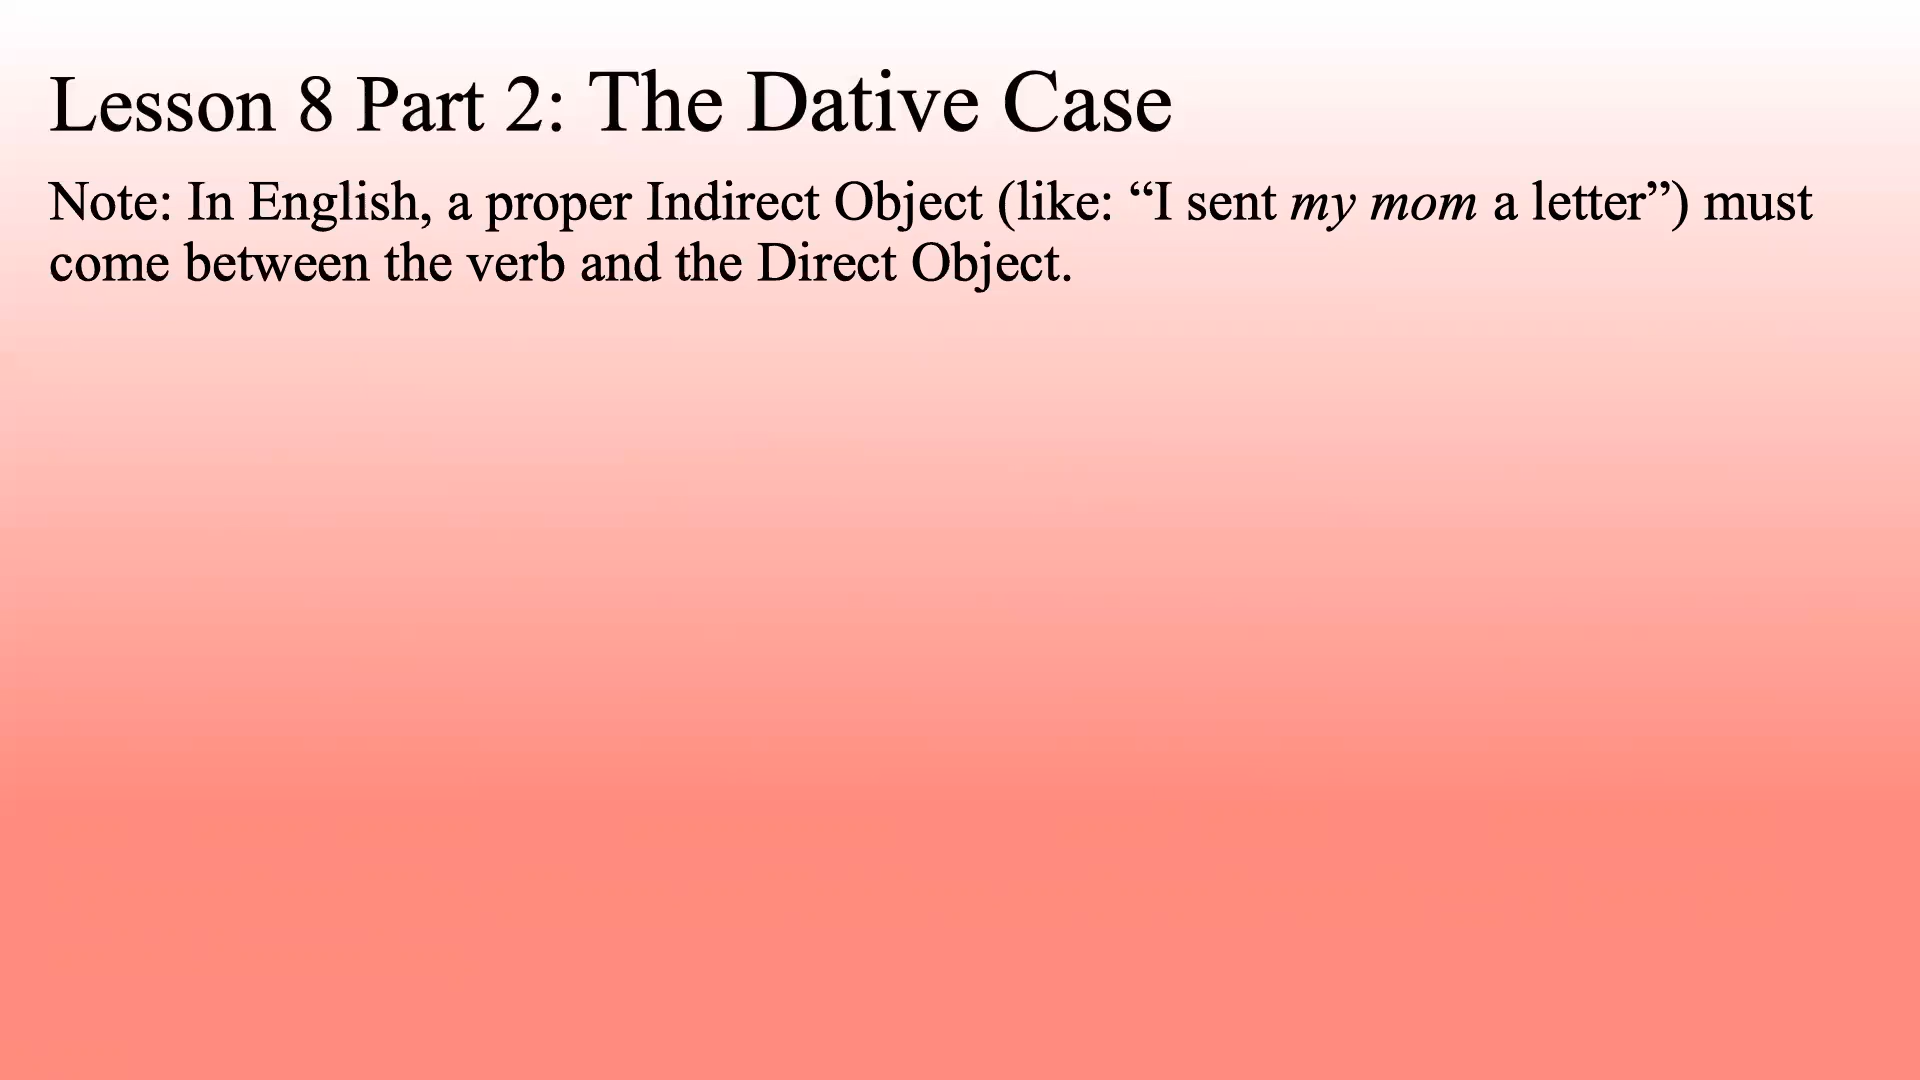 Lesson 8 Part 2: The Dative Case
Note: In English, a proper Indirect Object (like: “I sent my mom a letter”) must
come between the verb and the Direct Object.